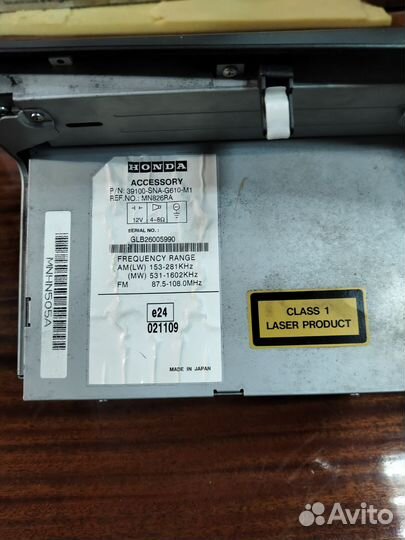 HONDA
ACCESSORY
P/N: 39100-SNA-G610-M1
REF.NO.: MN826RA
12V 4-8Ω
SERIAL NO.:
GLB26005990
FREQUENCY RANGE
AM(LW) 153-281KHz
(MW) 531-1602KHz
FM 87.5-108.0MHz
e24
021109
MADE IN JAPAN
MN-IN505A
CLASS 1
LASER PRODUCT
Avito